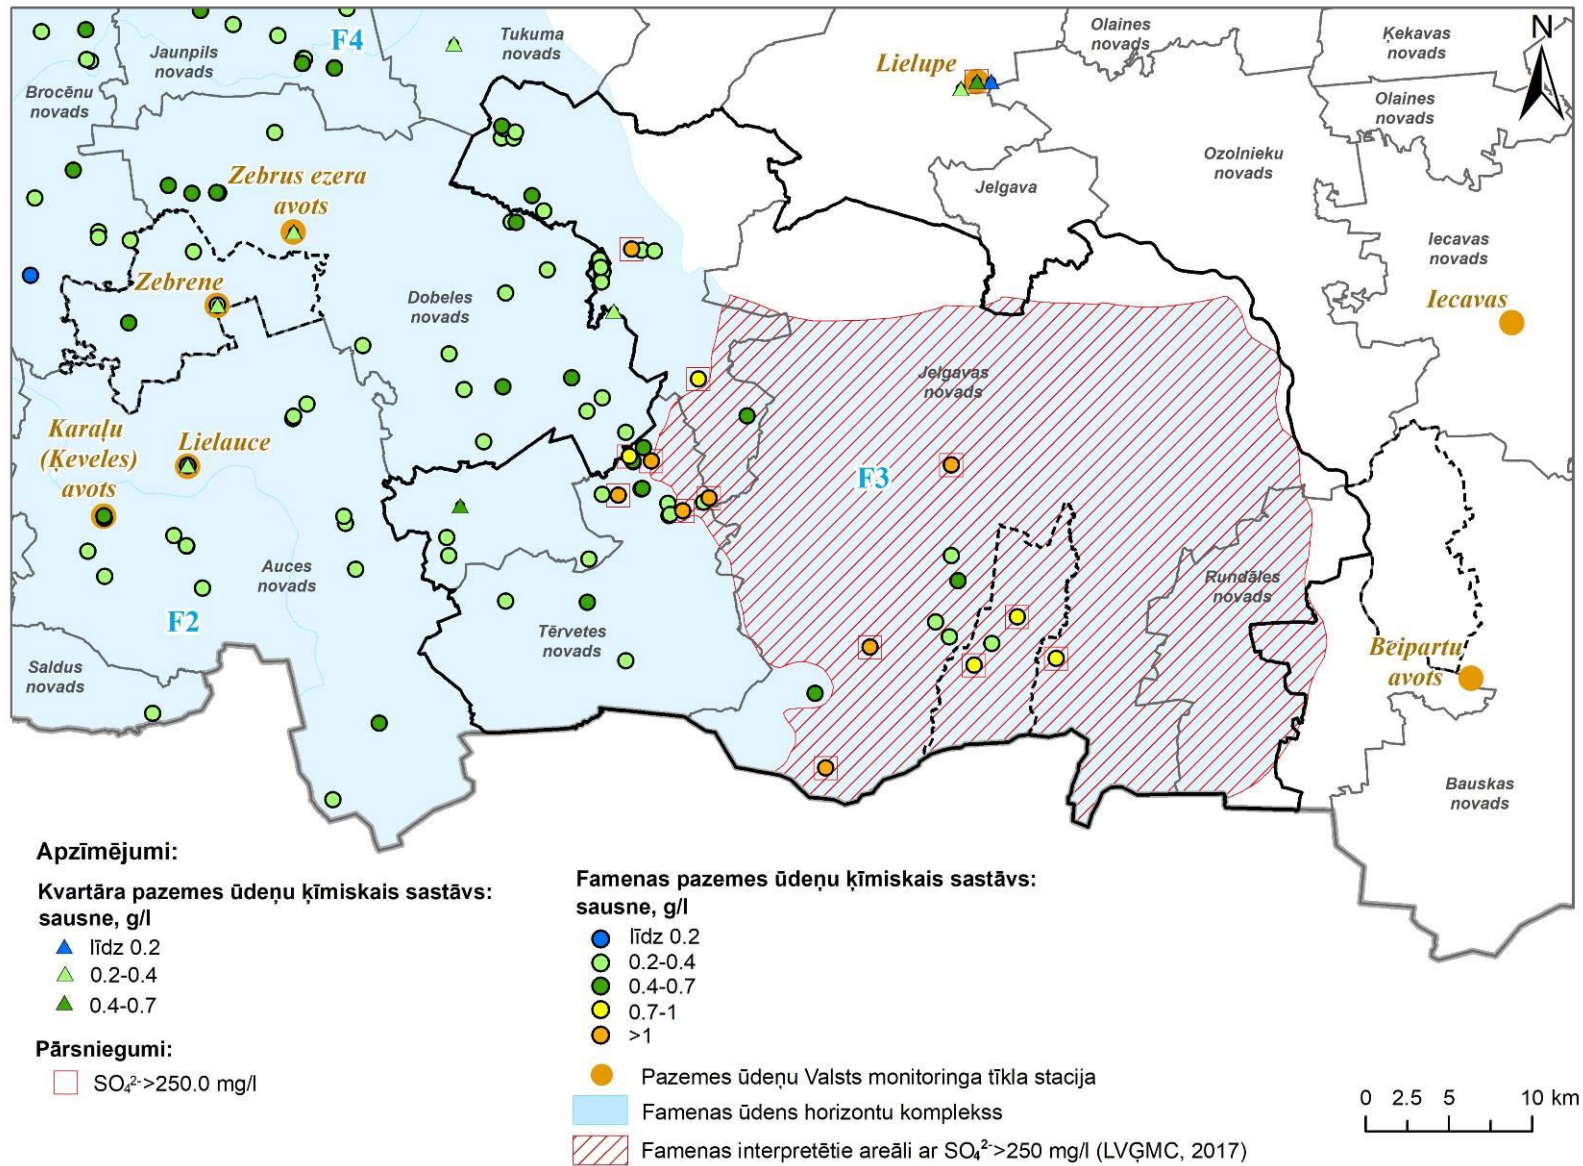 Jaunpils
novads
F4
Tukuma
novads
Olaines
novads
Ķekavas
novads
N
Lielupe
Brocēnu
novads
Olaines
novads
Ozolnieku
novads
Zebrus ezera
avots
Jelgava
Iecavas
novads
Zebrene
Dobeles
novads
Iecavas
Jelgavas
novads
Karaļu
(Ķeveles)
avots
Lielauce
F3
Auces
novads
Rundāles
novads
F2
Tērvetes
novads
Saldus
novads
Beipartu
avots
Bauskas
novads
Apzīmējumi:
Kvartāra pazemes ūdeņu ķīmiskais sastāvs:
sausne, g/l
līdz 0.2
0.2-0.4
0.4-0.7
Pārsniegumi:
SO₄²⁻>250.0 mg/l
Famenas pazemes ūdeņu ķīmiskais sastāvs:
sausne, g/l
līdz 0.2
0.2-0.4
0.4-0.7
0.7-1
>1
Pazemes ūdeņu Valsts monitoringa tīkla stacija
Famenas ūdens horizontu komplekss
Famenas interpretētie areāli ar SO₄²⁻>250 mg/l (LVĢMC, 2017)
0 2.5 5 10 km